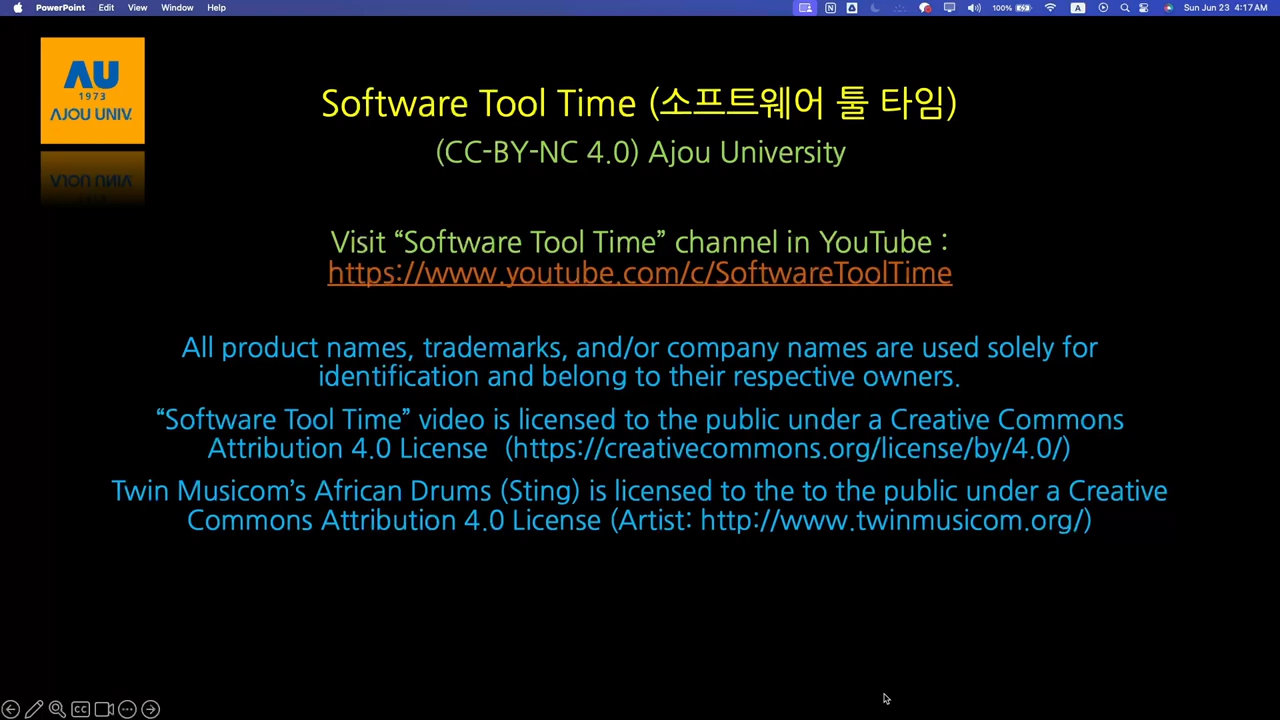 PowerPoint Edit View Window Help 100% A Sun Jun 23 4:17 AM
AU
1973
AJOU UNIV.
Software Tool Time (소프트웨어 툴 타임)
(CC-BY-NC 4.0) Ajou University
Visit “Software Tool Time” channel in YouTube :
https://www.youtube.com/c/SoftwareToolTime
All product names, trademarks, and/or company names are used solely for
identification and belong to their respective owners.
“Software Tool Time” video is licensed to the public under a Creative Commons
Attribution 4.0 License (https://creativecommons.org/license/by/4.0/)
Twin Musicom’s African Drums (Sting) is licensed to the to the public under a Creative
Commons Attribution 4.0 License (Artist: http://www.twinmusicom.org/)
CC